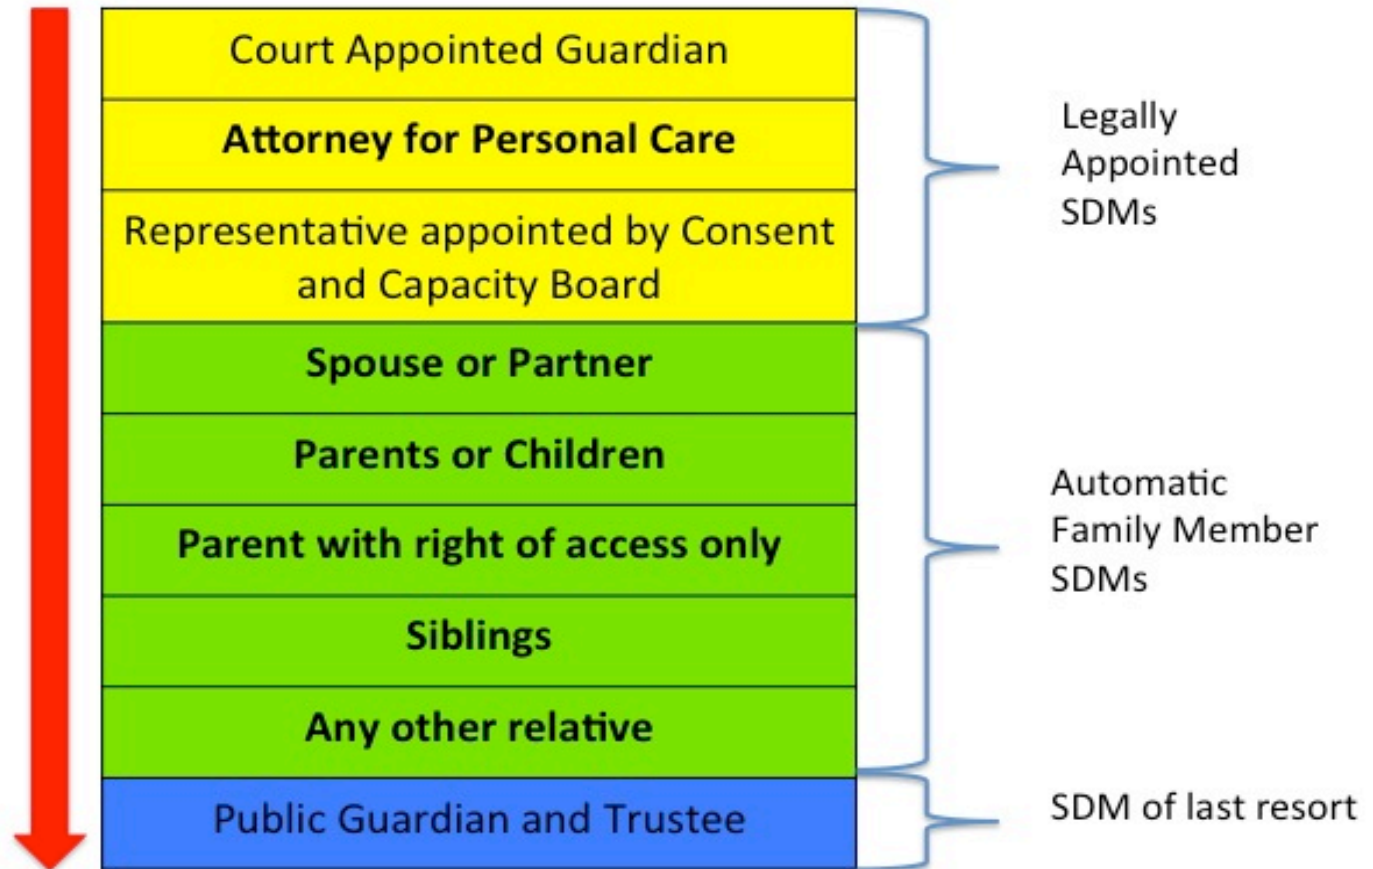 Court Appointed Guardian
Attorney for Personal Care
Representative appointed by Consent
and Capacity Board
Spouse or Partner
Parents or Children
Parent with right of access only
Siblings
Any other relative
Public Guardian and Trustee
Legally
Appointed
SDMs
Automatic
Family Member
SDMs
SDM of last resort